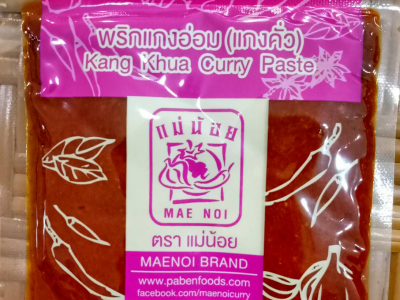 พริกแกงอ่อม (แกงคั่ว)
Kang Khua Curry Paste
แม่น้อย
MAE NOI
ตรา แม่น้อย
MAENOI BRAND
www.pabenfoods.com
facebook.com/maenoicurry